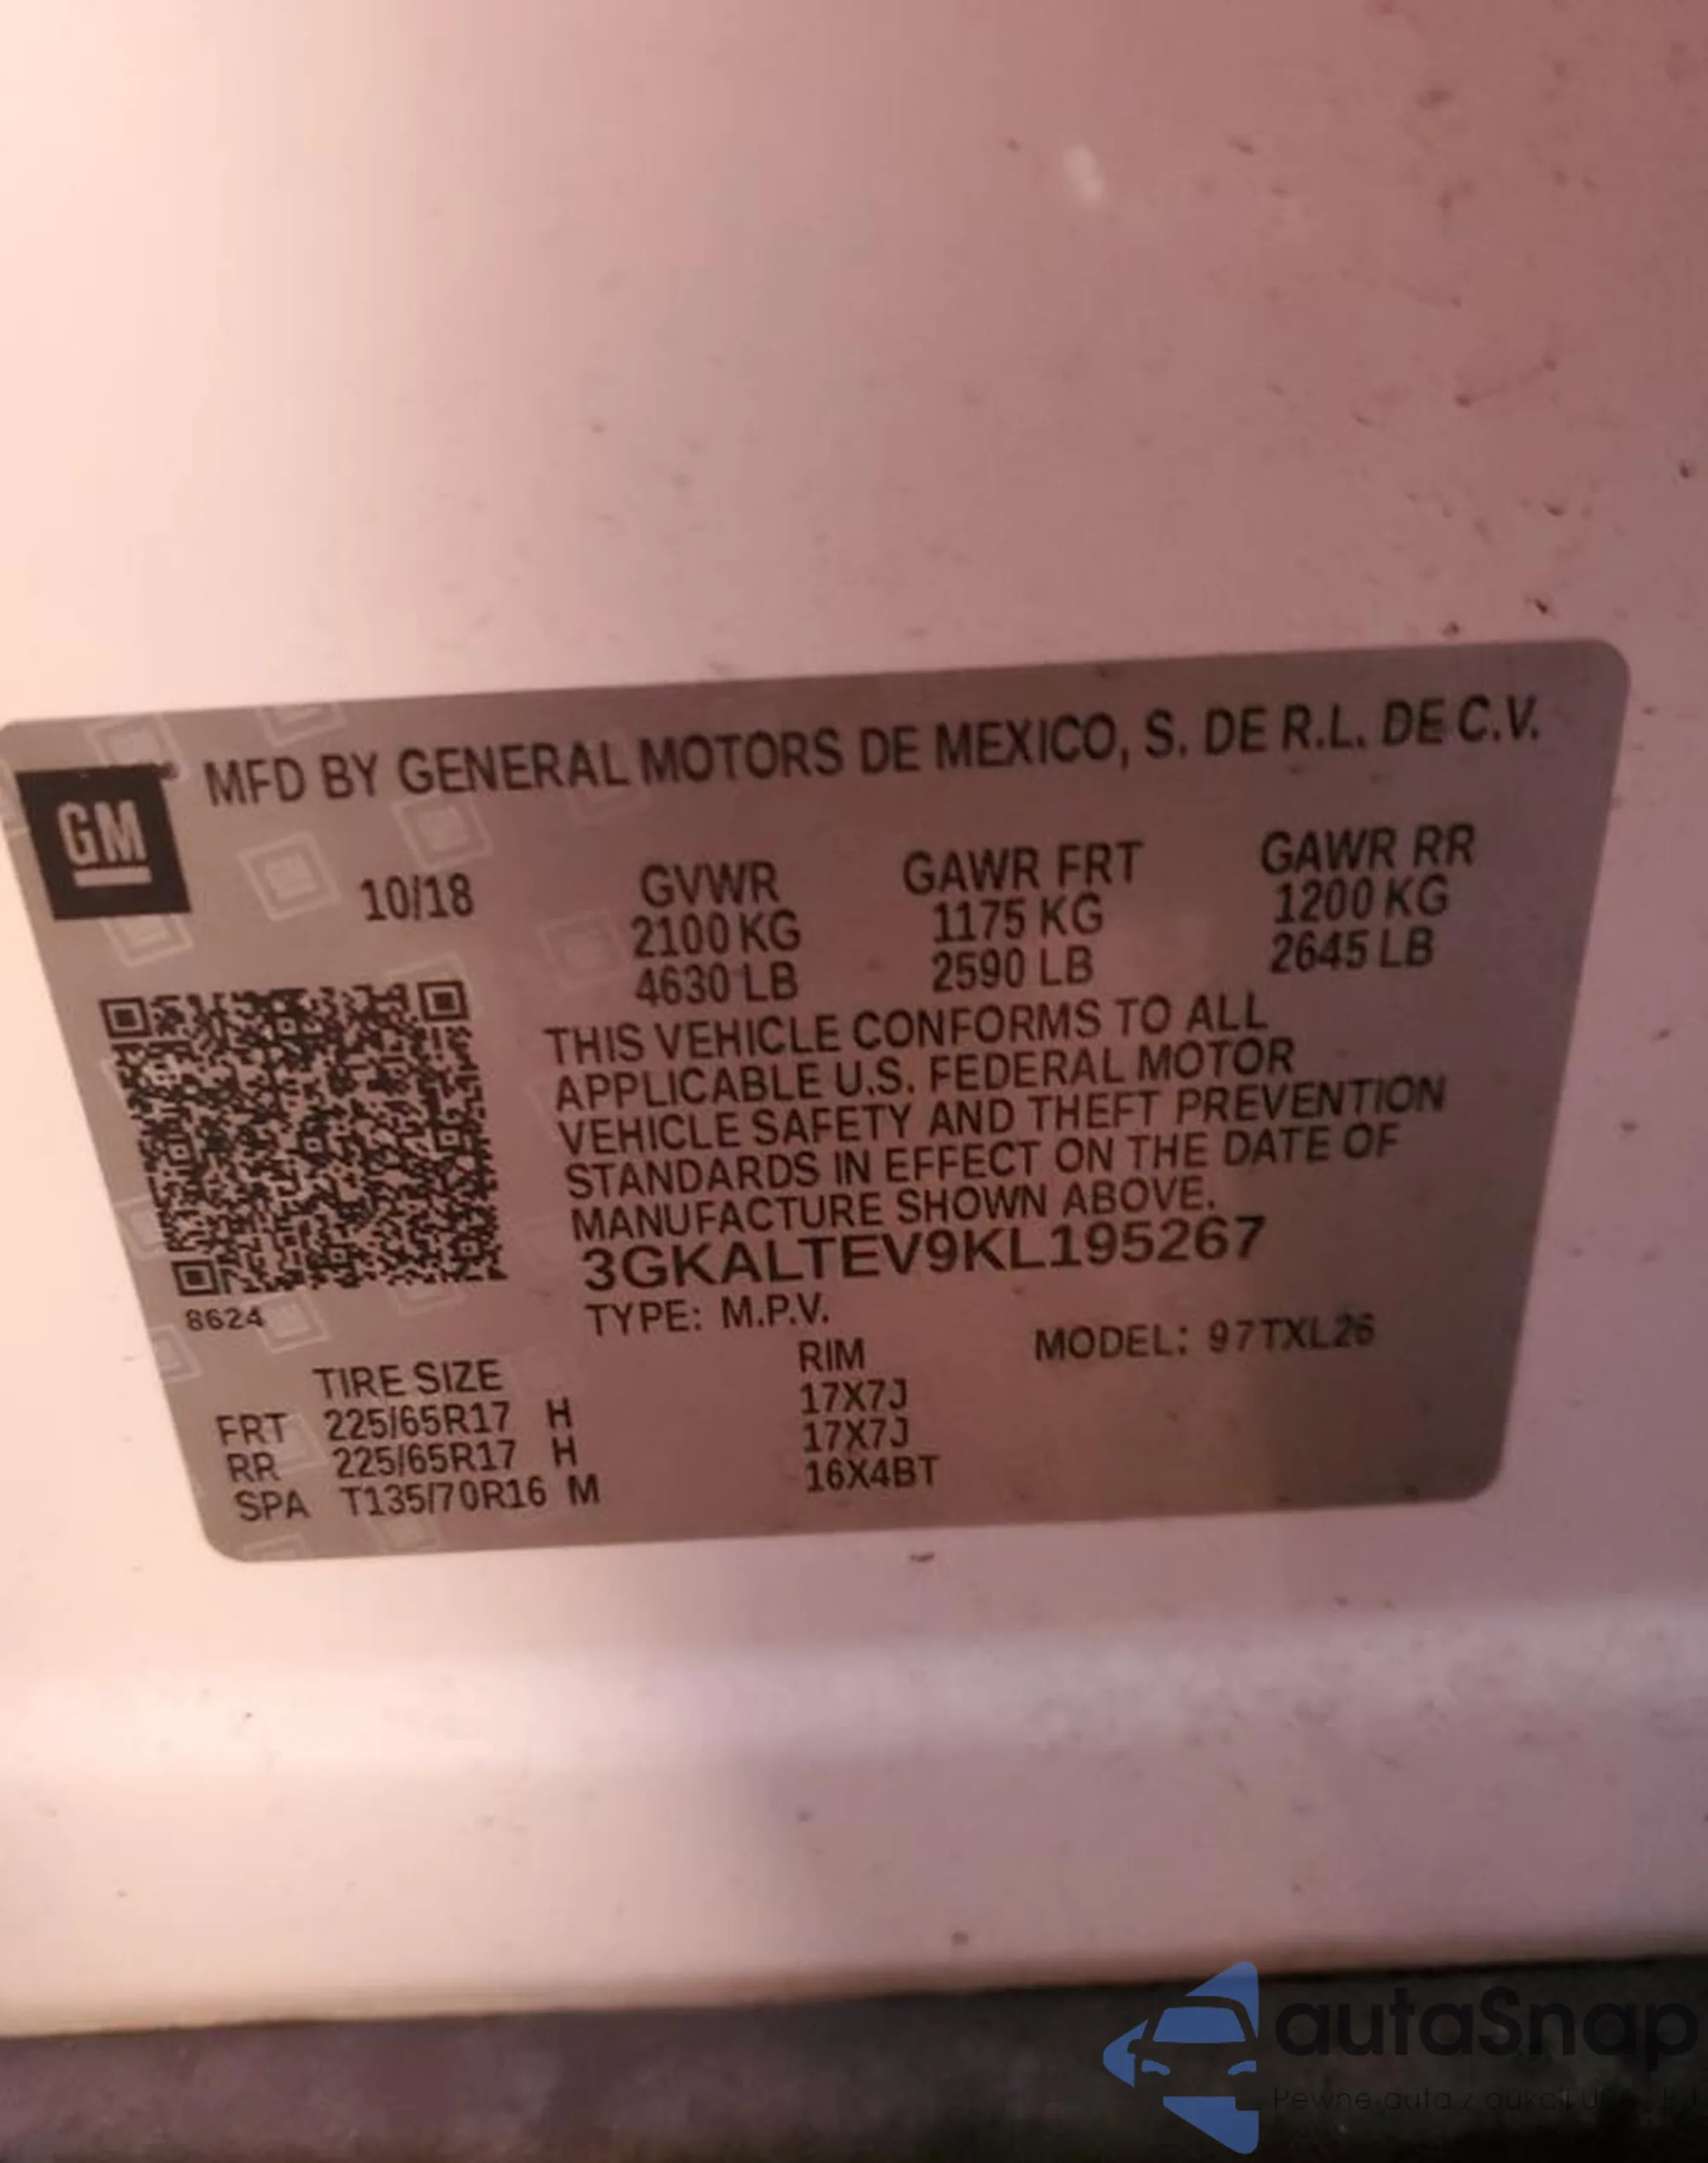 GM
MFD BY GENERAL MOTORS DE MEXICO, S. DE R.L. DE C.V.
10/18 GVWR GAWR FRT GAWR RR
2100 KG 1175 KG 1200 KG
4630 LB 2590 LB 2645 LB
THIS VEHICLE CONFORMS TO ALL
APPLICABLE U.S. FEDERAL MOTOR
VEHICLE SAFETY AND THEFT PREVENTION
STANDARDS IN EFFECT ON THE DATE OF
MANUFACTURE SHOWN ABOVE.
3GKALTEV9KL195267
8624
TYPE: M.P.V.
MODEL: 97TXL26
TIRE SIZE RIM
FRT 225/65R17 H 17X7J
RR 225/65R17 H 17X7J
SPA T135/70R16 M 16X4BT
autaSnap
Pewne auta z aukcji